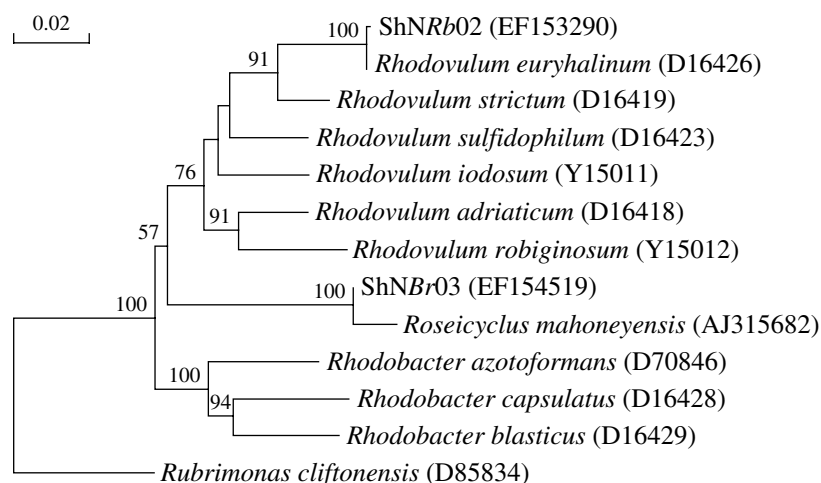 0.02
100
ShNRb02 (EF153290)
91
Rhodovulum euryhalinum (D16426)
Rhodovulum strictum (D16419)
Rhodovulum sulfidophilum (D16423)
76
Rhodovulum iodosum (Y15011)
91
Rhodovulum adriaticum (D16418)
57
Rhodovulum robiginosum (Y15012)
100
ShNBr03 (EF154519)
100
Roseicyclus mahoneyensis (AJ315682)
Rhodobacter azotoformans (D70846)
100
Rhodobacter capsulatus (D16428)
94
Rhodobacter blasticus (D16429)
Rubrimonas cliftonensis (D85834)